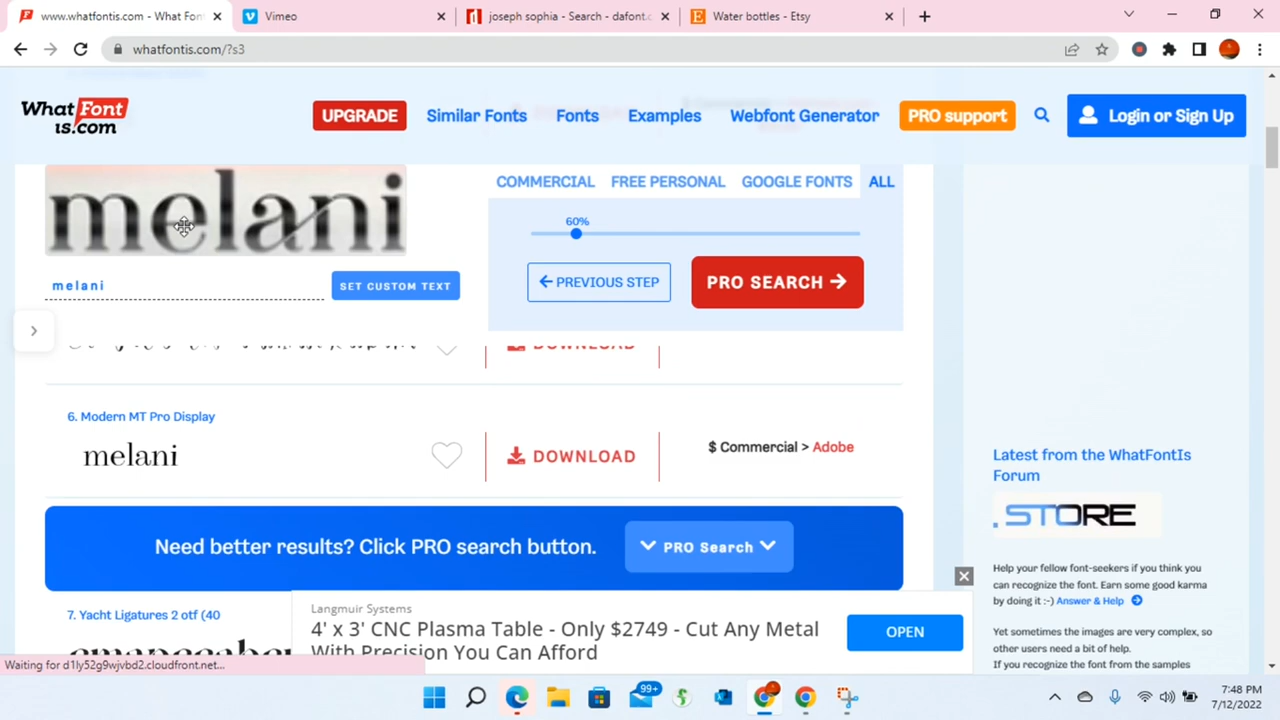 www.whatfontis.com - What Fon
Vimeo
joseph sophia - Search - dafont.c
Water bottles - Etsy
whatfontis.com/?s3
What Font
is.com
UPGRADE
Similar Fonts
Fonts
Examples
Webfont Generator
PRO support
Login or Sign Up
melani
COMMERCIAL
FREE PERSONAL
GOOGLE FONTS
ALL
60%
PREVIOUS STEP
PRO SEARCH
melani
SET CUSTOM TEXT
DOWNLOAD
6. Modern MT Pro Display
melani
DOWNLOAD
$ Commercial > Adobe
Need better results? Click PRO search button.
PRO Search
7. Yacht Ligatures 2 otf (40
Langmuir Systems
4' x 3' CNC Plasma Table - Only $2749 - Cut Any Metal
With Precision You Can Afford
OPEN
Latest from the WhatFontIs
Forum
.STORE
Help your fellow font-seekers if you think you
can recognize the font. Earn some good karma
by doing it :-) Answer & Help
Yet sometimes the images are very complex, so
other users need a bit of help.
If you recognize the font from the samples
Waiting for d1ly52g9wjvbd2.cloudfront.net...
99+
7:48 PM
7/12/2022